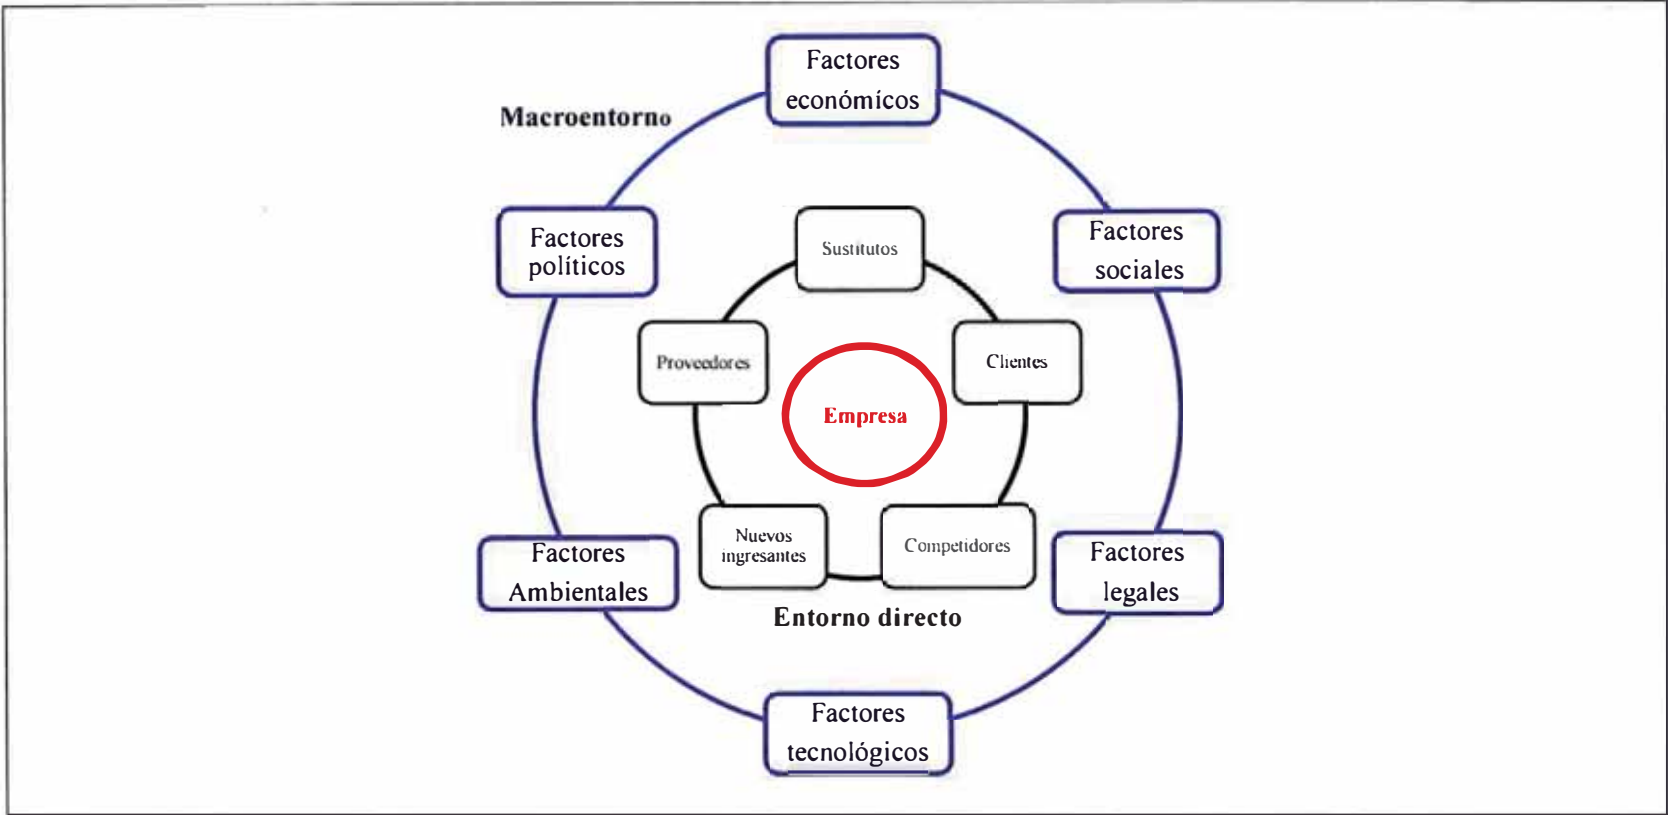 Factores
económícos
Macroentorno
Factores
políticos
Factores
sociales
Sustitutos
Proveedores
Clientes
Empresa
Nuevos
ingresantes
Competidores
Factores
Ambientales
Factores
legales
Entorno directo
Factores
tecnológicos